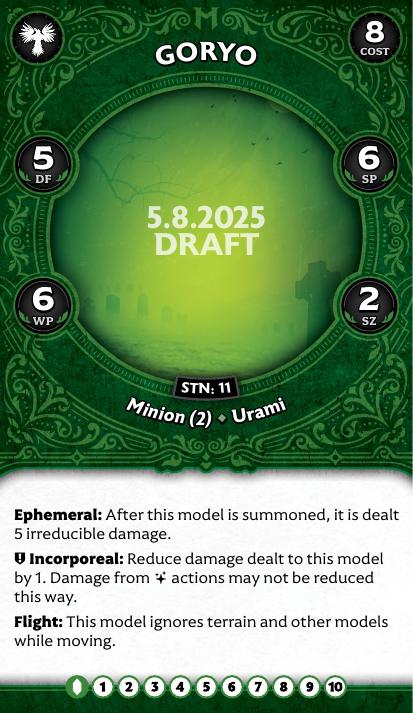 M
GORYO
8
COST
5
DF
6
SP
5.8.2025
DRAFT
6
WP
2
SZ
STN: 11
Minion (2) ⬥ Urami
Ephemeral: After this model is summoned, it is dealt
5 irreducible damage.
Incorporeal: Reduce damage dealt to this model
by 1. Damage from actions may not be reduced
this way.
Flight: This model ignores terrain and other models
while moving.
1 2 3 4 5 6 7 8 9 10